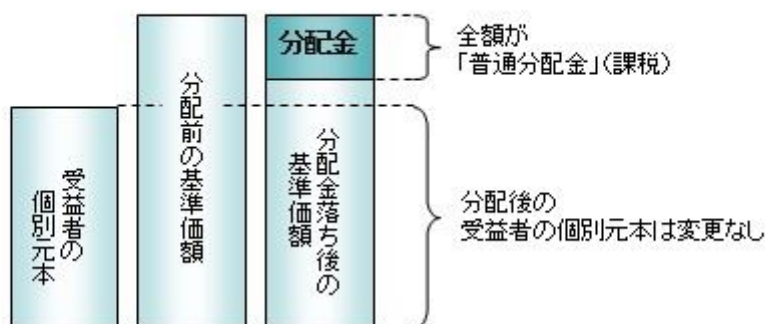 受益者の
個別元本
分配前の基準価額
分配金
分配金落ち後の
基準価額
全額が
「普通分配金」(課税)
分配後の
受益者の個別元本は変更なし